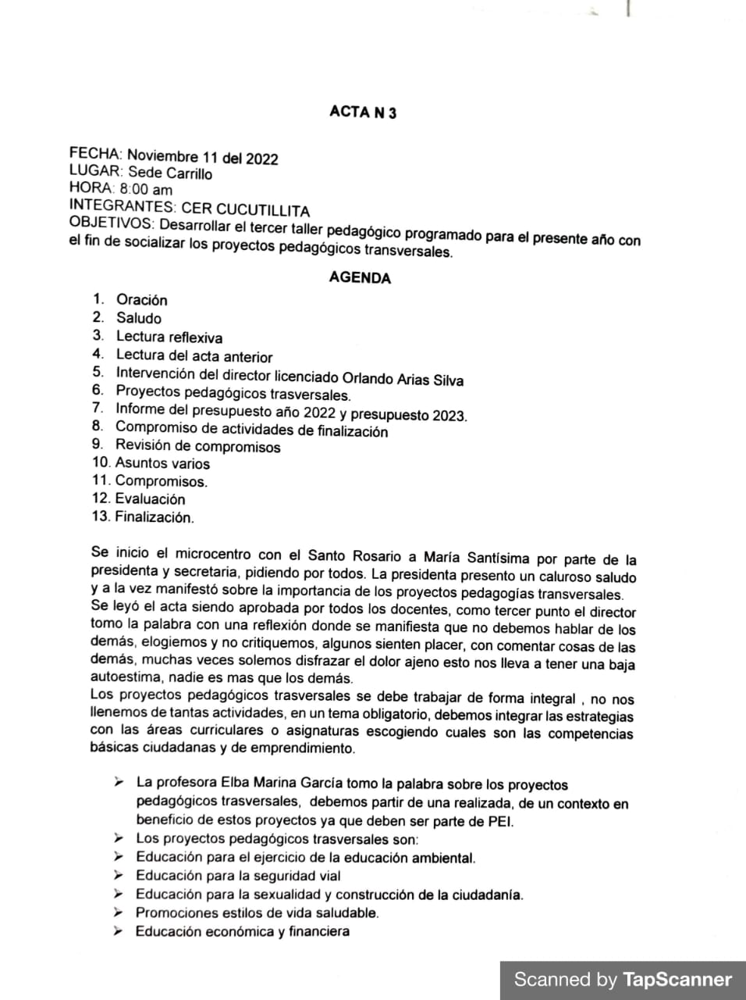 ACTA N 3
FECHA: Noviembre 11 del 2022
LUGAR: Sede Carrillo
HORA: 8:00 am
INTEGRANTES: CER CUCUTILLITA
OBJETIVOS: Desarrollar el tercer taller pedagógico programado para el presente año con
el fin de socializar los proyectos pedagógicos transversales.
AGENDA
1. Oración
2. Saludo
3. Lectura reflexiva
4. Lectura del acta anterior
5. Intervención del director licenciado Orlando Arias Silva
6. Proyectos pedagógicos trasversales.
7. Informe del presupuesto año 2022 y presupuesto 2023.
8. Compromiso de actividades de finalización
9. Revisión de compromisos
10. Asuntos varios
11. Compromisos.
12. Evaluación
13. Finalización.
Se inicio el microcentro con el Santo Rosario a María Santísima por parte de la
presidenta y secretaria, pidiendo por todos. La presidenta presento un caluroso saludo
y a la vez manifestó sobre la importancia de los proyectos pedagogías transversales.
Se leyó el acta siendo aprobada por todos los docentes, como tercer punto el director
tomo la palabra con una reflexión donde se manifiesta que no debemos hablar de los
demás, elogiemos y no critiquemos, algunos sienten placer, con comentar cosas de las
demás, muchas veces solemos disfrazar el dolor ajeno esto nos lleva a tener una baja
autoestima, nadie es mas que los demás.
Los proyectos pedagógicos trasversales se debe trabajar de forma integral , no nos
llenemos de tantas actividades, en un tema obligatorio, debemos integrar las estrategias
con las áreas curriculares o asignaturas escogiendo cuales son las competencias
básicas ciudadanas y de emprendimiento.
➢ La profesora Elba Marina García tomo la palabra sobre los proyectos
pedagógicos trasversales, debemos partir de una realizada, de un contexto en
beneficio de estos proyectos ya que deben ser parte de PEI.
➢ Los proyectos pedagógicos trasversales son:
➢ Educación para el ejercicio de la educación ambiental.
➢ Educación para la seguridad vial
➢ Educación para la sexualidad y construcción de la ciudadanía.
➢ Promociones estilos de vida saludable.
➢ Educación económica y financiera
Scanned by TapScanner